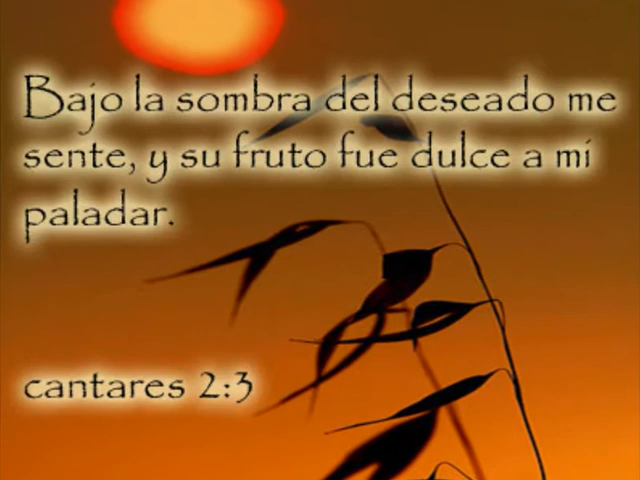 Bajo la sombra del deseado me
sente, y su fruto fue dulce a mi
paladar.
cantares 2:3